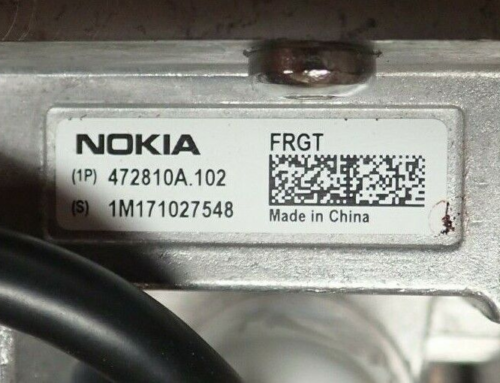 NOKIA
FRGT
(1P) 472810A.102
(S) 1M171027548
Made in China